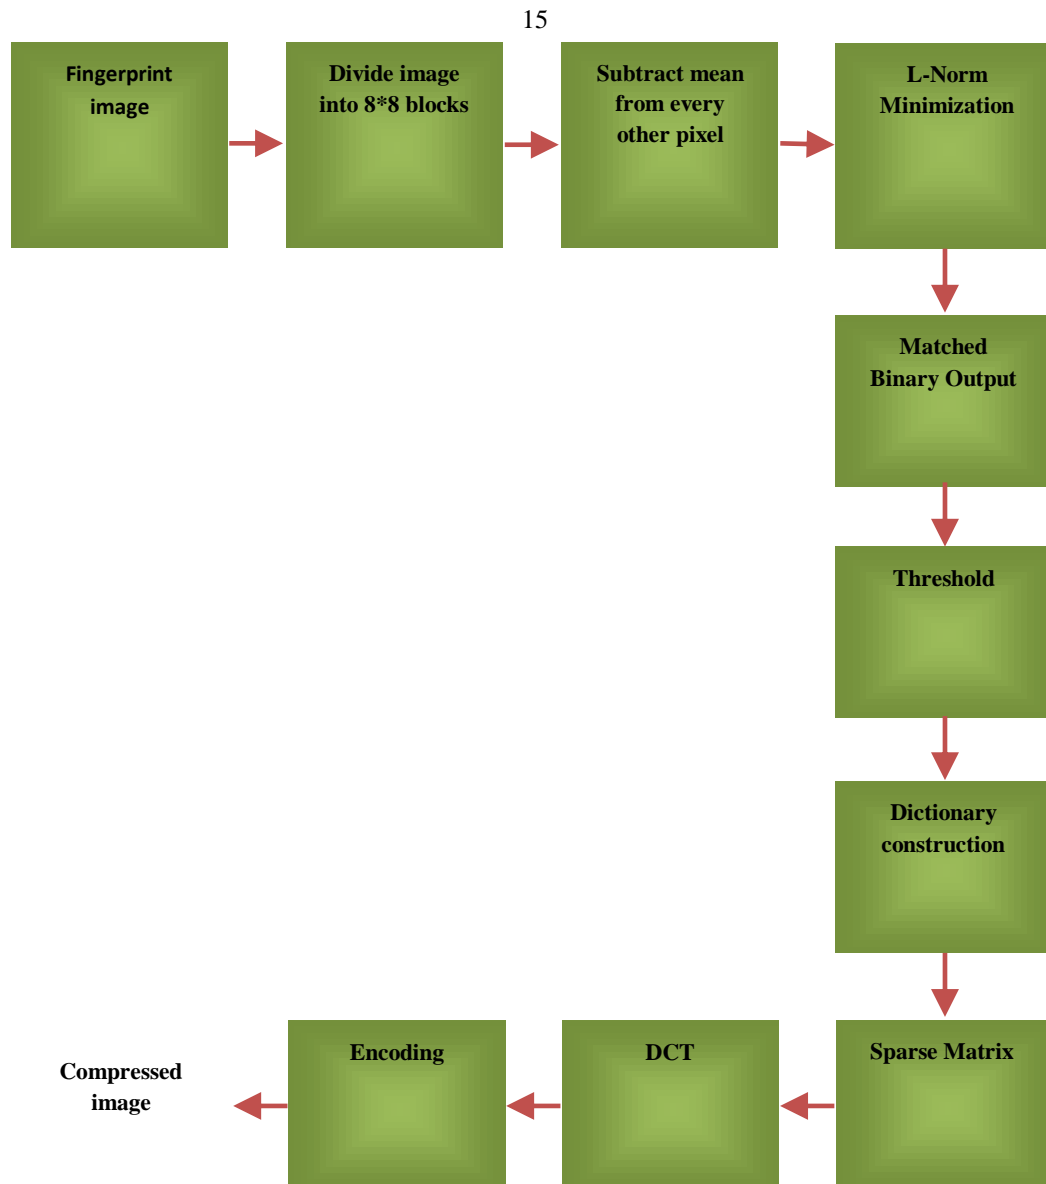 15
Fingerprint
image
Divide image
into 8*8 blocks
Subtract mean
from every
other pixel
L-Norm
Minimization
Matched
Binary Output
Threshold
Dictionary
construction
Sparse Matrix
DCT
Encoding
Compressed
image